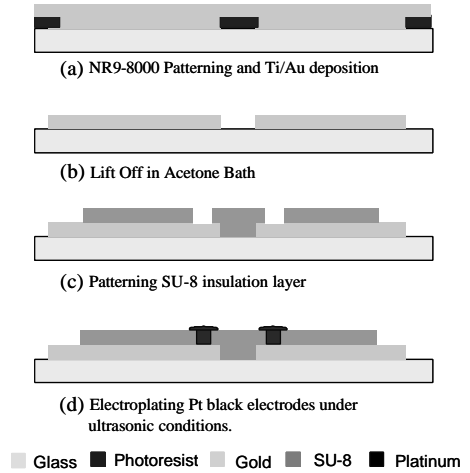 (a) NR9-8000 Patterning and Ti/Au deposition
(b) Lift Off in Acetone Bath
(c) Patterning SU-8 insulation layer
(d) Electroplating Pt black electrodes under
ultrasonic conditions.
Glass Photoresist Gold SU-8 Platinum